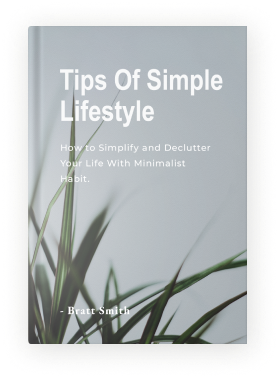 Tips Of Simple
Lifestyle
How to Simplify and Declutter
Your Life With Minimalist
Habit.
- Bratt Smith